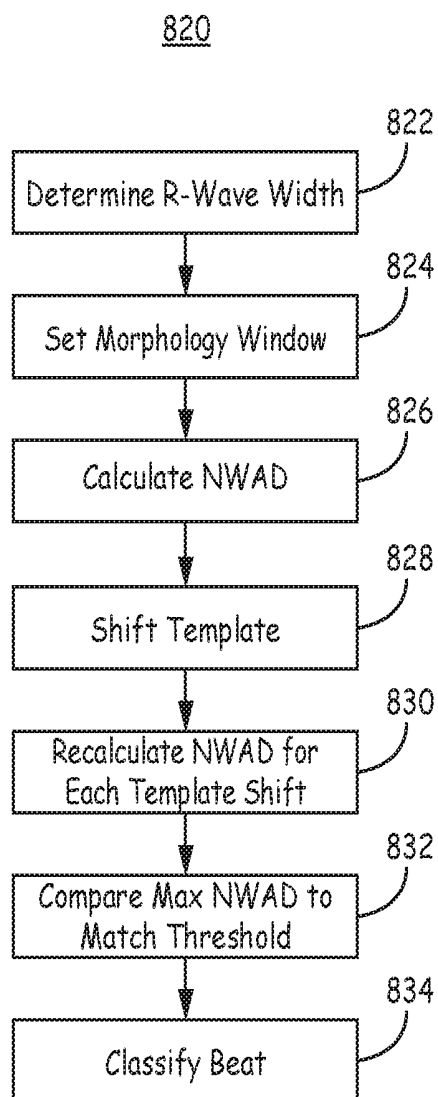 820
822
Determine R-Wave Width
824
Set Morphology Window
826
Calculate NWAD
828
Shift Template
830
Recalculate NWAD for
Each Template Shift
832
Compare Max NWAD to
Match Threshold
834
Classify Beat